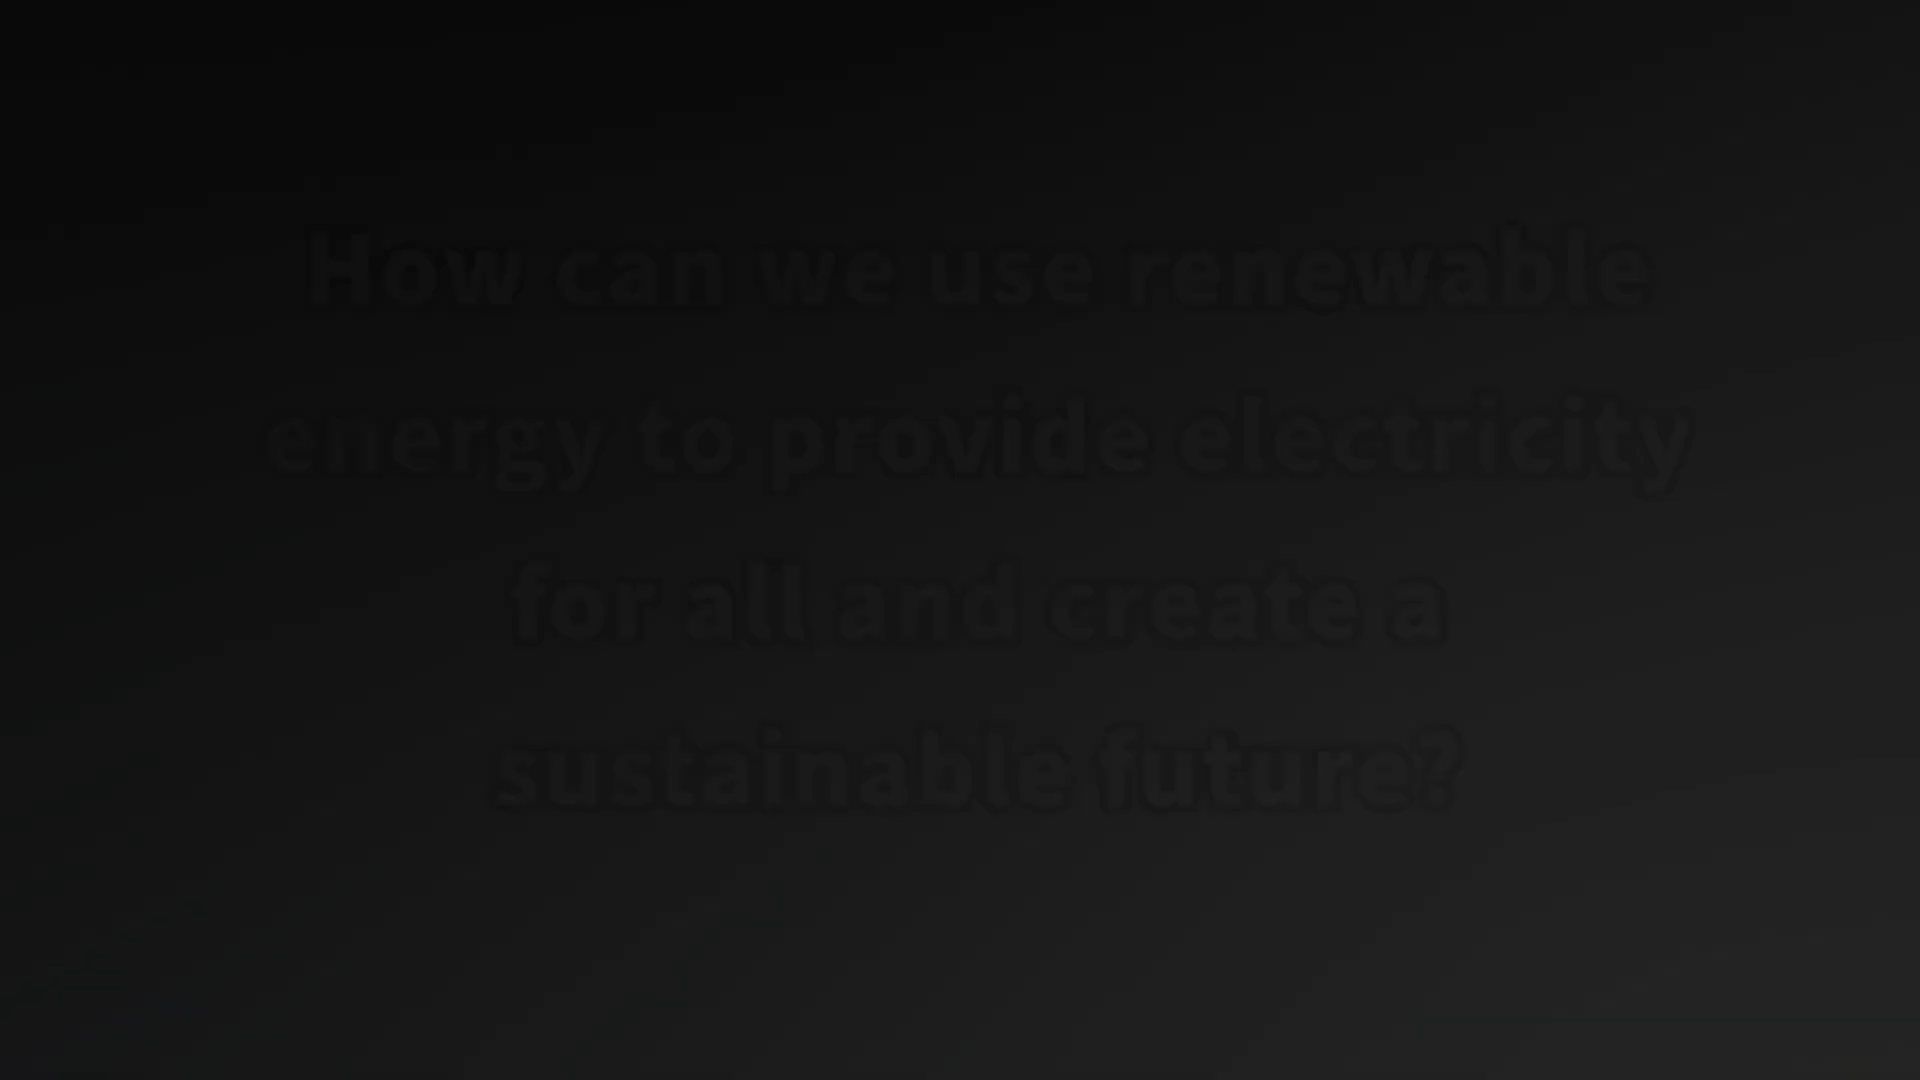 How can we use renewable
energy to provide electricity
for all and create a
sustainable future?